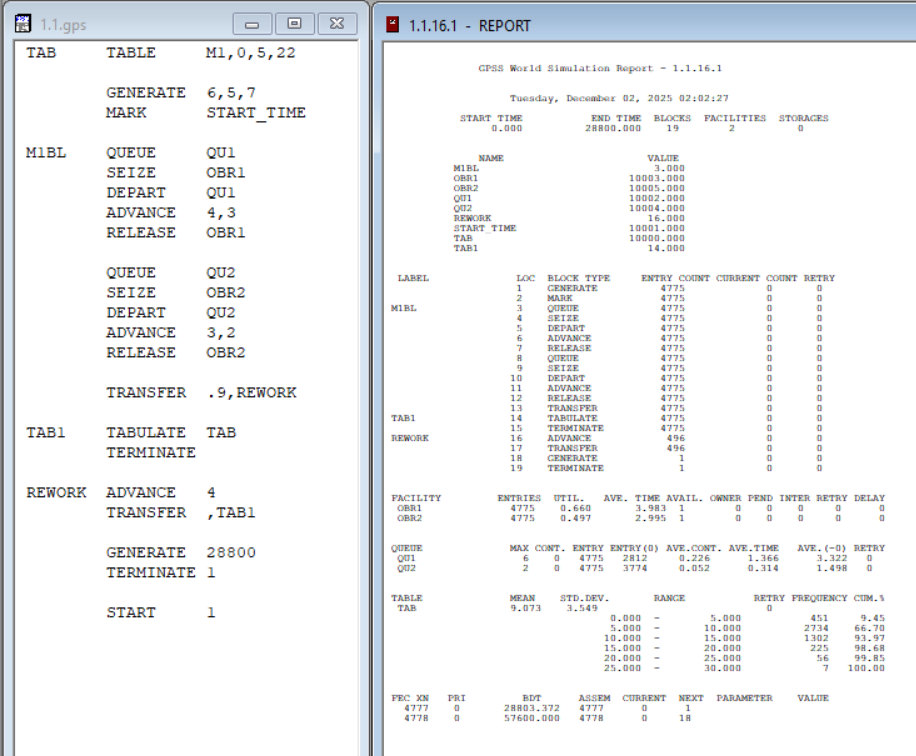 1.1.gps
TAB TABLE M1,0,5,22
GENERATE 6,5,7
MARK START_TIME
M1BL QUEUE QU1
SEIZE OBR1
DEPART QU1
ADVANCE 4,3
RELEASE OBR1
QUEUE QU2
SEIZE OBR2
DEPART QU2
ADVANCE 3,2
RELEASE OBR2
TRANSFER .9,REWORK
TAB1 TABULATE TAB
TERMINATE
REWORK ADVANCE 4
TRANSFER ,TAB1
GENERATE 28800
TERMINATE 1
START 1
1.1.16.1 - REPORT
GPSS World Simulation Report - 1.1.16.1
Tuesday, December 02, 2025 02:02:27
START TIME END TIME BLOCKS FACILITIES STORAGES
0.000 28800.000 19 2 0
NAME VALUE
M1BL 3.000
OBR1 10003.000
OBR2 10005.000
QU1 10002.000
QU2 10004.000
REWORK 16.000
START_TIME 10001.000
TAB 10000.000
TAB1 14.000
LABEL LOC BLOCK TYPE ENTRY COUNT CURRENT COUNT RETRY
1 GENERATE 4775 0 0
2 MARK 4775 0 0
M1BL 3 QUEUE 4775 0 0
4 SEIZE 4775 0 0
5 DEPART 4775 0 0
6 ADVANCE 4775 0 0
7 RELEASE 4775 0 0
8 QUEUE 4775 0 0
9 SEIZE 4775 0 0
10 DEPART 4775 0 0
11 ADVANCE 4775 0 0
12 RELEASE 4775 0 0
13 TRANSFER 4775 0 0
TAB1 14 TABULATE 4775 0 0
15 TERMINATE 4775 0 0
REWORK 16 ADVANCE 496 0 0
17 TRANSFER 496 0 0
18 GENERATE 1 0 0
19 TERMINATE 1 0 0
FACILITY ENTRIES UTIL. AVE. TIME AVAIL. OWNER PEND INTER RETRY DELAY
OBR1 4775 0.660 3.983 1 0 0 0 0 0
OBR2 4775 0.497 2.995 1 0 0 0 0 0
QUEUE MAX CONT. ENTRY ENTRY(0) AVE.CONT. AVE.TIME AVE.(-0) RETRY
QU1 6 0 4775 2812 0.226 1.366 3.322 0
QU2 2 0 4775 3774 0.052 0.314 1.498 0
TABLE MEAN STD.DEV. RANGE RETRY FREQUENCY CUM.%
TAB 9.073 3.549 0
0.000 - 5.000 451 9.45
5.000 - 10.000 2734 66.70
10.000 - 15.000 1302 93.97
15.000 - 20.000 225 98.68
20.000 - 25.000 56 99.85
25.000 - 30.000 7 100.00
FEC XN PRI BDT ASSEM CURRENT NEXT PARAMETER VALUE
4777 0 28803.372 4777 0 1
4778 0 57600.000 4778 0 18